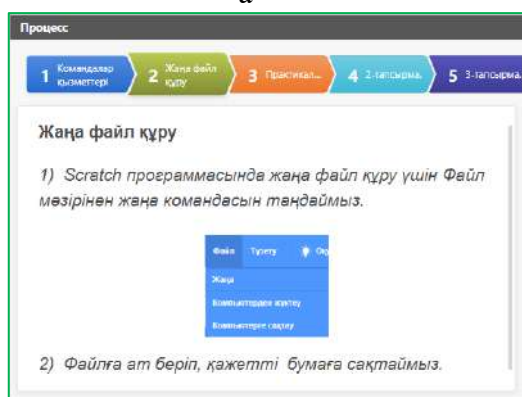 а
Процесс
1 Командалар қызметтері
2 Жаңа файл құру
3 Практикал...
4 2-тапсырма.
5 3-тапсырма.
Жаңа файл құру
1) Scratch программасында жаңа файл құру үшін Файл
мәзірінен жаңа командасын таңдаймыз.
Файл Түзету
Жаңа
Компьютерден жүктеу
Компьютерге сақтау
2) Файлға ат беріп, қажетті бумаға сақтаймыз.